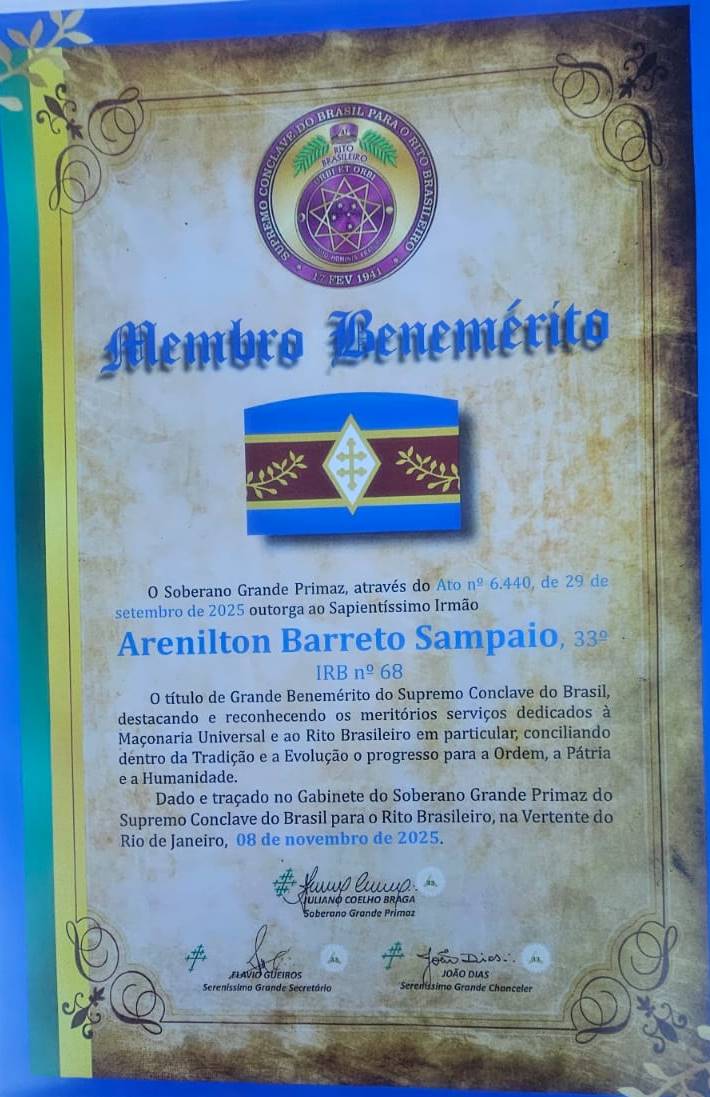 SUPREMO CONCLAVE DO BRASIL PARA O RITO BRASILEIRO
RITO
BRASILEIRO
URBI ET ORBI
17 FEV 1941
Membro Benemérito
O Soberano Grande Primaz, através do Ato nº 6.440, de 29 de
setembro de 2025 outorga ao Sapientíssimo Irmão
Arenilton Barreto Sampaio, 33º
IRB nº 68
O título de Grande Benemérito do Supremo Conclave do Brasil,
destacando e reconhecendo os meritórios serviços dedicados à
Maçonaria Universal e ao Rito Brasileiro em particular, conciliando
dentro da Tradição e a Evolução o progresso para a Ordem, a Pátria
e a Humanidade.
Dado e traçado no Gabinete do Soberano Grande Primaz do
Supremo Conclave do Brasil para o Rito Brasileiro, na Vertente do
Rio de Janeiro, 08 de novembro de 2025.
JULIANO COELHO BRAGA
Soberano Grande Primaz
FLAVIO GUEIROS
Sereníssimo Grande Secretário
João Dias
JOÃO DIAS
Sereníssimo Grande Chanceler